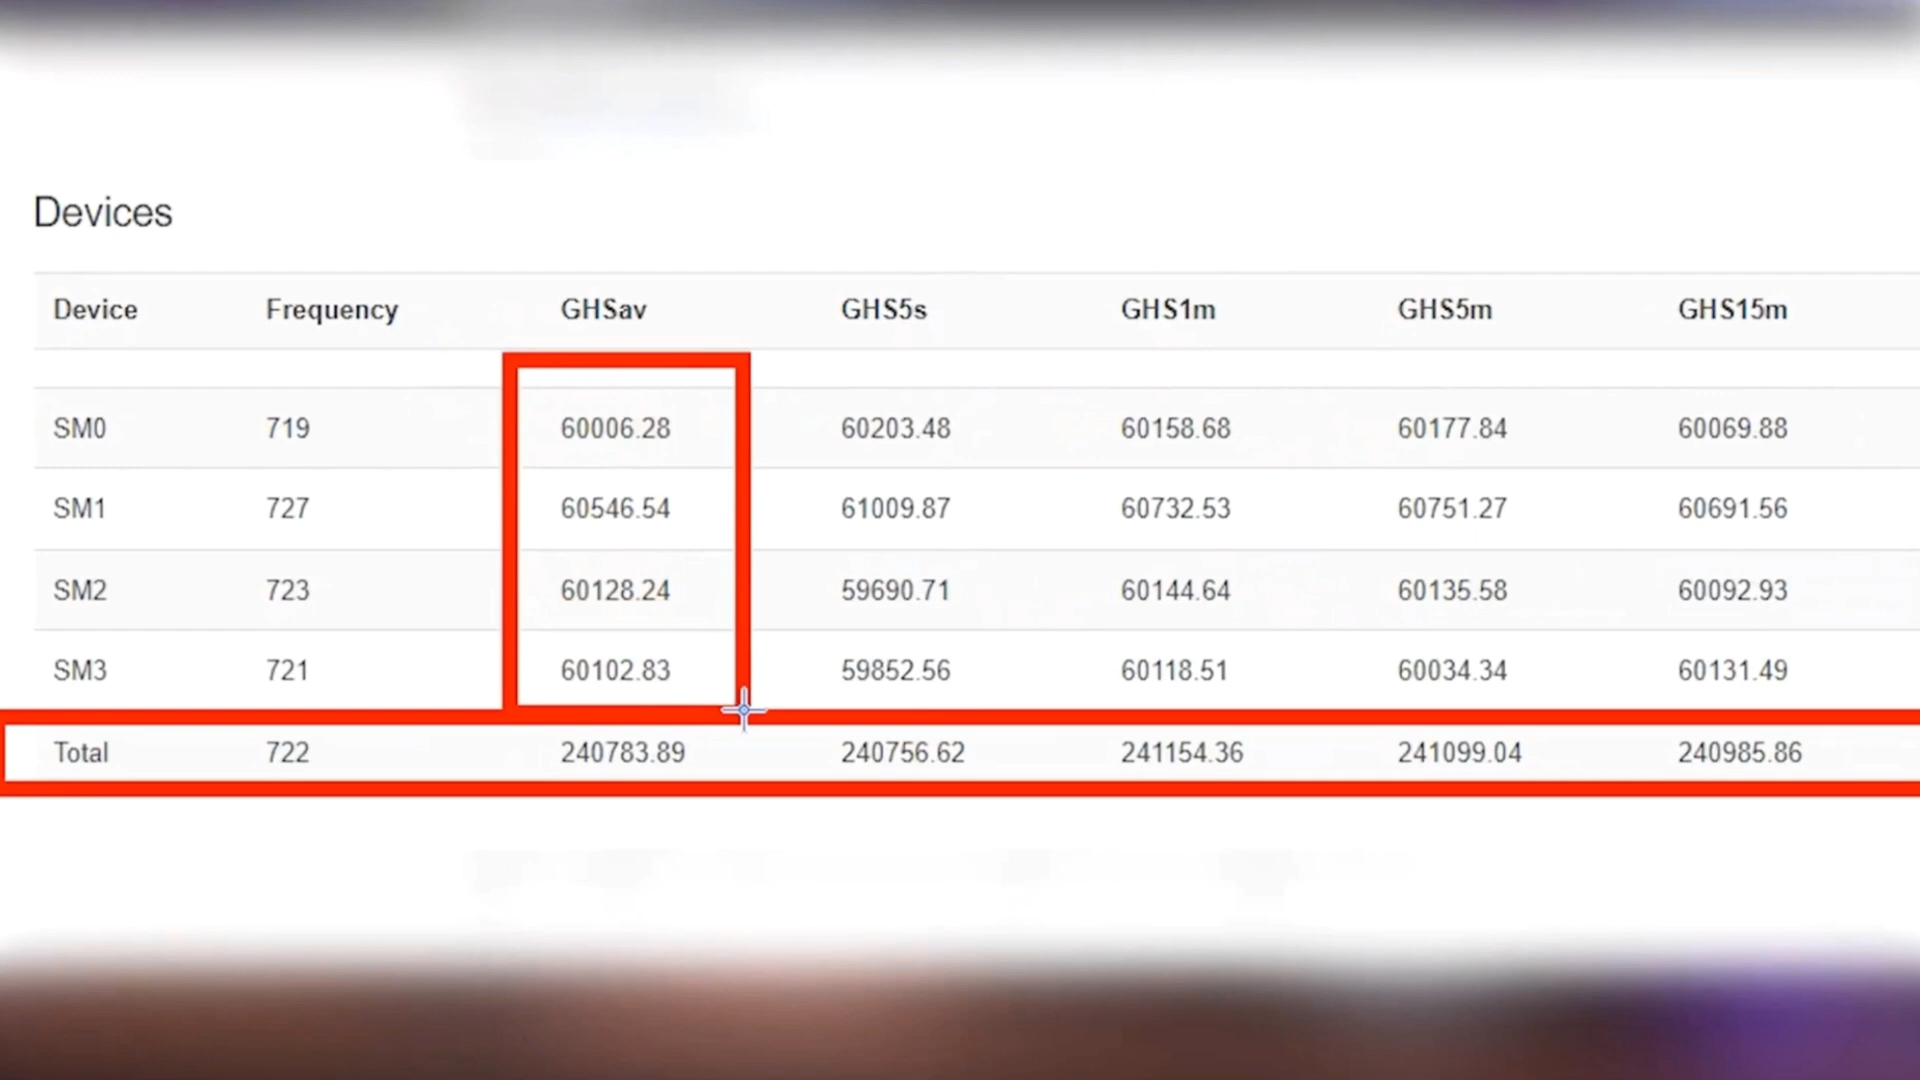 Devices
Device Frequency GHSav GHS5s GHS1m GHS5m GHS15m
SM0 719 60006.28 60203.48 60158.68 60177.84 60069.88
SM1 727 60546.54 61009.87 60732.53 60751.27 60691.56
SM2 723 60128.24 59690.71 60144.64 60135.58 60092.93
SM3 721 60102.83 59852.56 60118.51 60034.34 60131.49
Total 722 240783.89 240756.62 241154.36 241099.04 240985.86